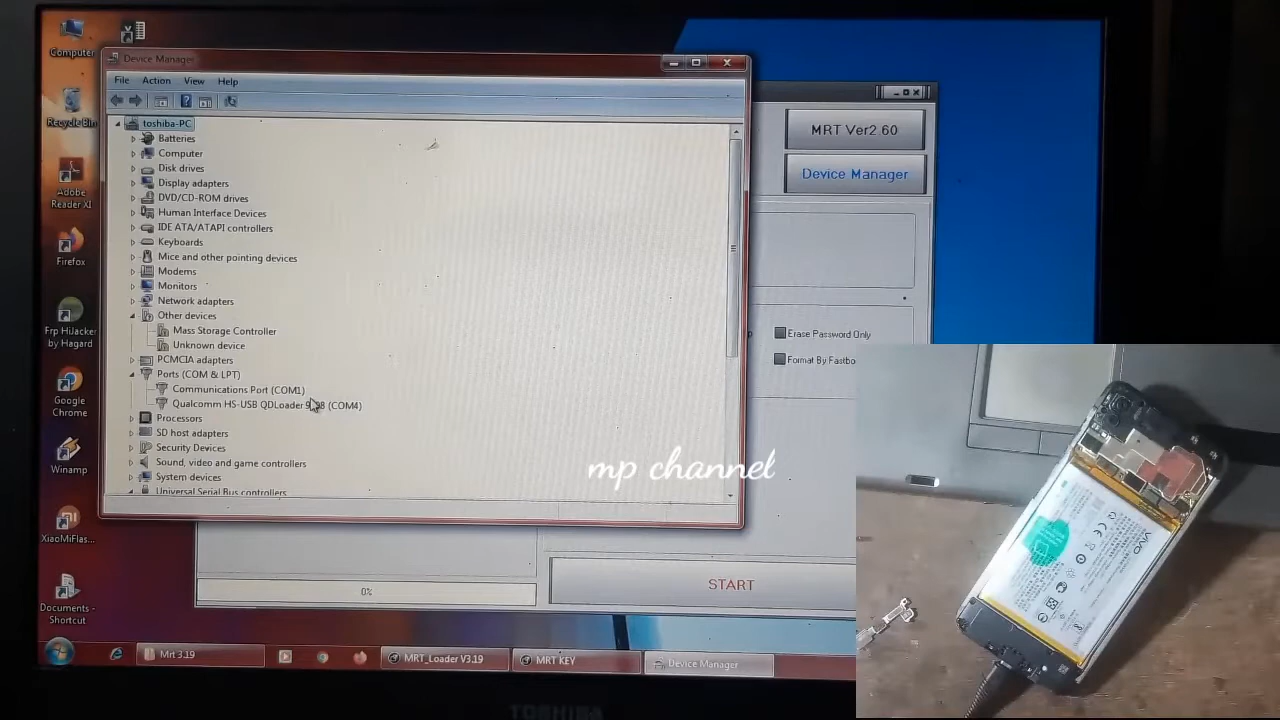 Computer
Recycle Bin
Adobe
Reader XI
Firefox
Frp HiJacker
by Hagard
Google
Chrome
Winamp
XiaoMiFlas...
Documents -
Shortcut
Device Manager
File Action View Help
toshiba-PC
Batteries
Computer
Disk drives
Display adapters
DVD/CD-ROM drives
Human Interface Devices
IDE ATA/ATAPI controllers
Keyboards
Mice and other pointing devices
Modems
Monitors
Network adapters
Other devices
Mass Storage Controller
Unknown device
PCMCIA adapters
Ports (COM & LPT)
Communications Port (COM1)
Qualcomm HS-USB QDLoader (COM4)
Processors
SD host adapters
Security Devices
Sound, video and game controllers
System devices
Universal Serial Bus controllers
MRT Ver2.60
Device Manager
Erase Password Only
Format By Fastbo
mp channel
0%
START
Mrt 3.19
MRT_Loader V3.19
MRT KEY
Device Manager
TOSHIBA
vivo